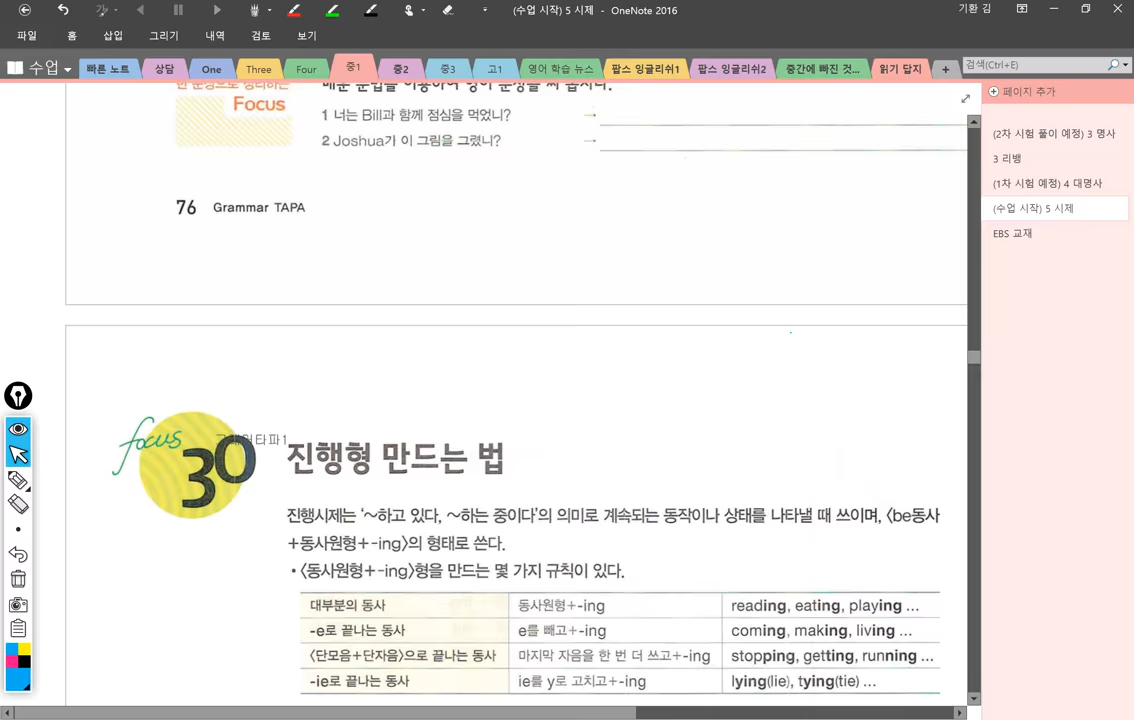 (수업 시작) 5 시제 - OneNote 2016
기환 김
파일 홈 삽입 그리기 내역 검토 보기
수업 빠른 노트 상담 One Three Four 중1 중2 중3 고1 영어 학습 뉴스 팝스 잉글리쉬1 팝스 잉글리쉬2 중간에 빠진 것... 읽기 답지 +
검색(Ctrl+E)
페이지 추가
(2차 시험 풀이 예정) 3 명사
3 리뱅
(1차 시험 예정) 4 대명사
(수업 시작) 5 시제
EBS 교재
Focus
1 너는 Bill과 함께 점심을 먹었니? →
2 Joshua가 이 그림을 그렸니? →
76 Grammar TAPA
focus
30
진행형 만드는 법
진행시제는 '~하고 있다, ~하는 중이다'의 의미로 계속되는 동작이나 상태를 나타낼 때 쓰이며, 〈be동사
+동사원형+-ing〉의 형태로 쓴다.
•〈동사원형+-ing〉형을 만드는 몇 가지 규칙이 있다.
대부분의 동사 동사원형+-ing reading, eating, playing ...
-e로 끝나는 동사 e를 빼고+-ing coming, making, living ...
〈단모음+단자음〉으로 끝나는 동사 마지막 자음을 한 번 더 쓰고+-ing stopping, getting, running ...
-ie로 끝나는 동사 ie를 y로 고치고+-ing lying(lie), tying(tie) ...